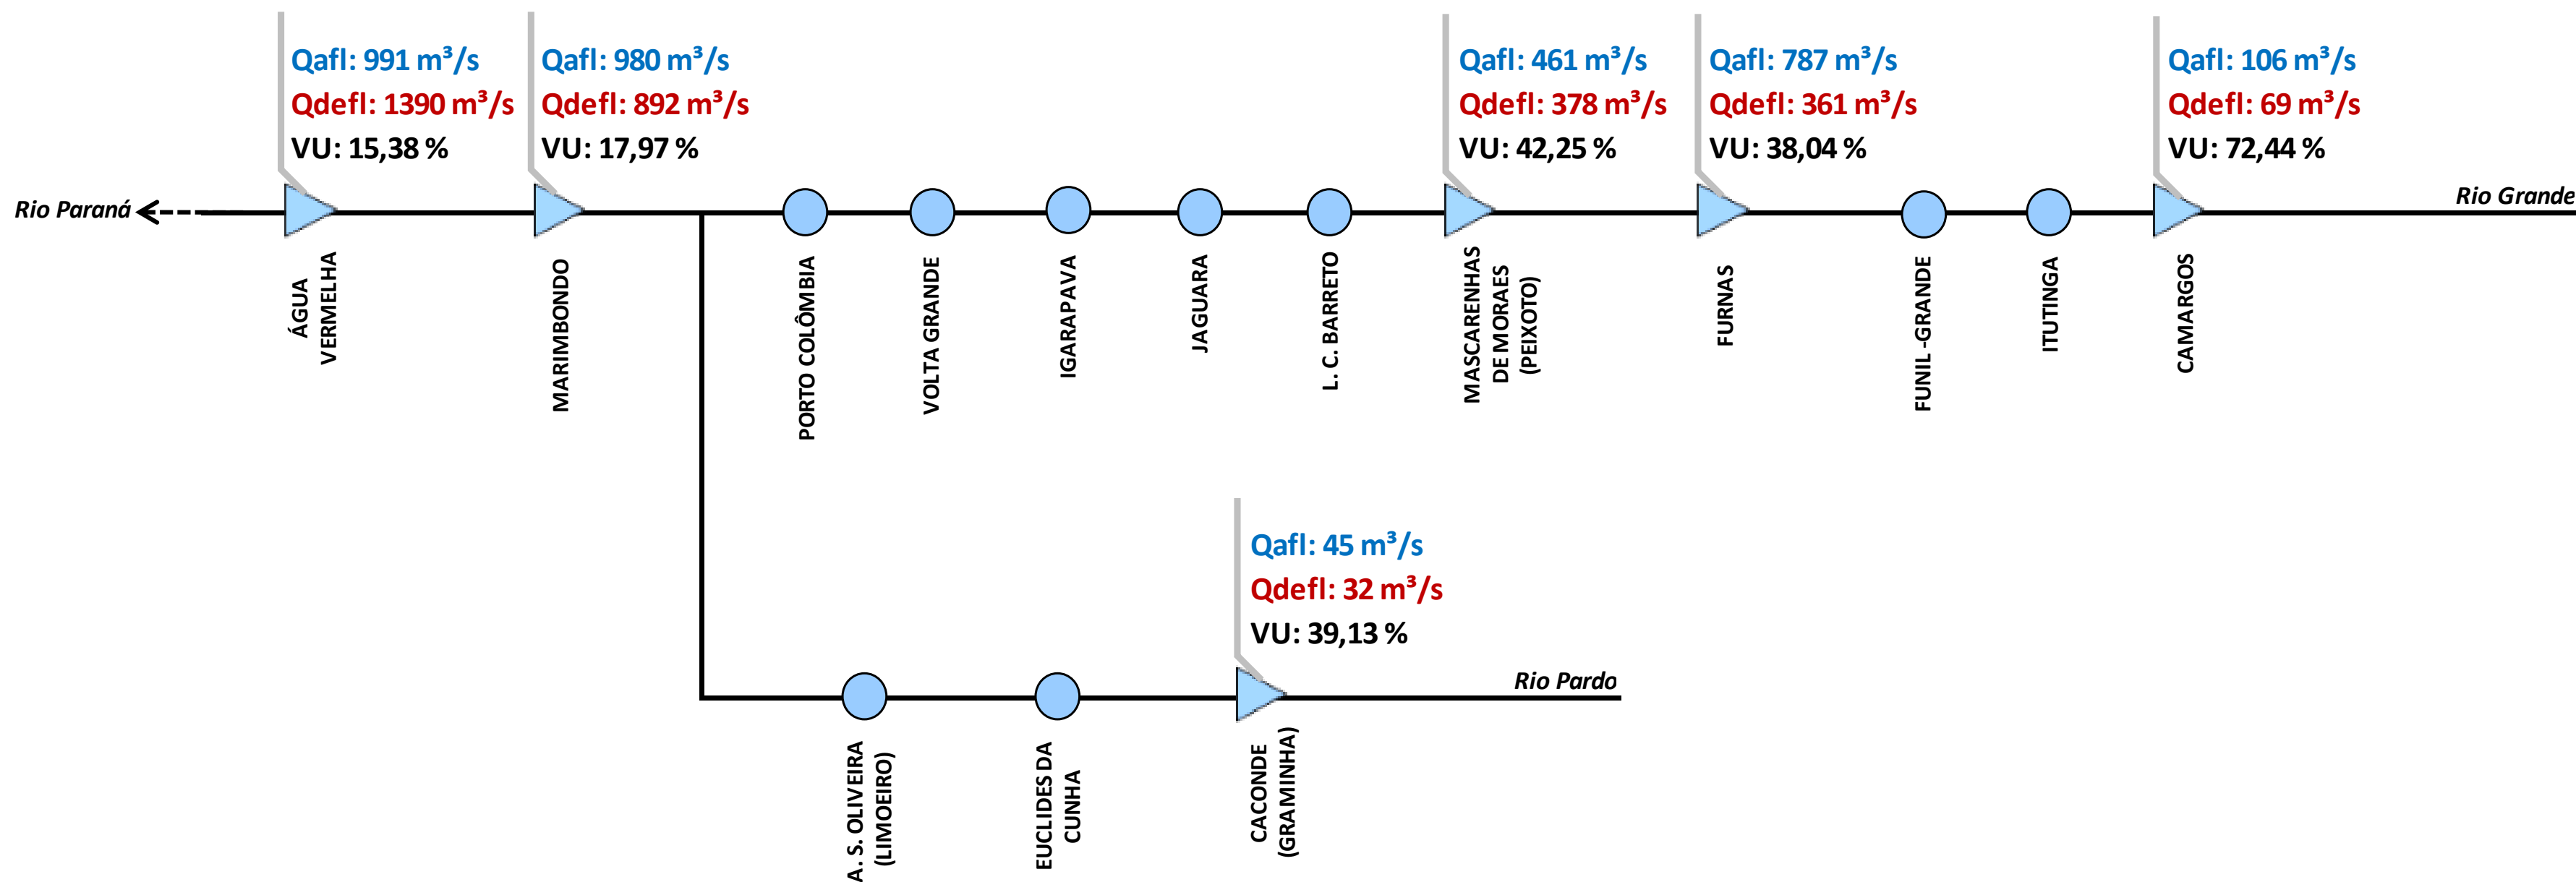 Qafl: 991 m³/s
Qdefl: 1390 m³/s
VU: 15,38 %
Qafl: 980 m³/s
Qdefl: 892 m³/s
VU: 17,97 %
Qafl: 461 m³/s
Qdefl: 378 m³/s
VU: 42,25 %
Qafl: 787 m³/s
Qdefl: 361 m³/s
VU: 38,04 %
Qafl: 106 m³/s
Qdefl: 69 m³/s
VU: 72,44 %
Rio Paraná
Rio Grande
ÁGUA
VERMELHA
MARIMBONDO
PORTO COLÔMBIA
VOLTA GRANDE
IGARAPAVA
JAGUARA
L. C. BARRETO
MASCARENHAS
DE MORAES
(PEIXOTO)
FURNAS
FUNIL -GRANDE
ITUTINGA
CAMARGOS
Qafl: 45 m³/s
Qdefl: 32 m³/s
VU: 39,13 %
Rio Pardo
A. S. OLIVEIRA
(LIMOEIRO)
EUCLIDES DA
CUNHA
CACONDE
(GRAMINHA)